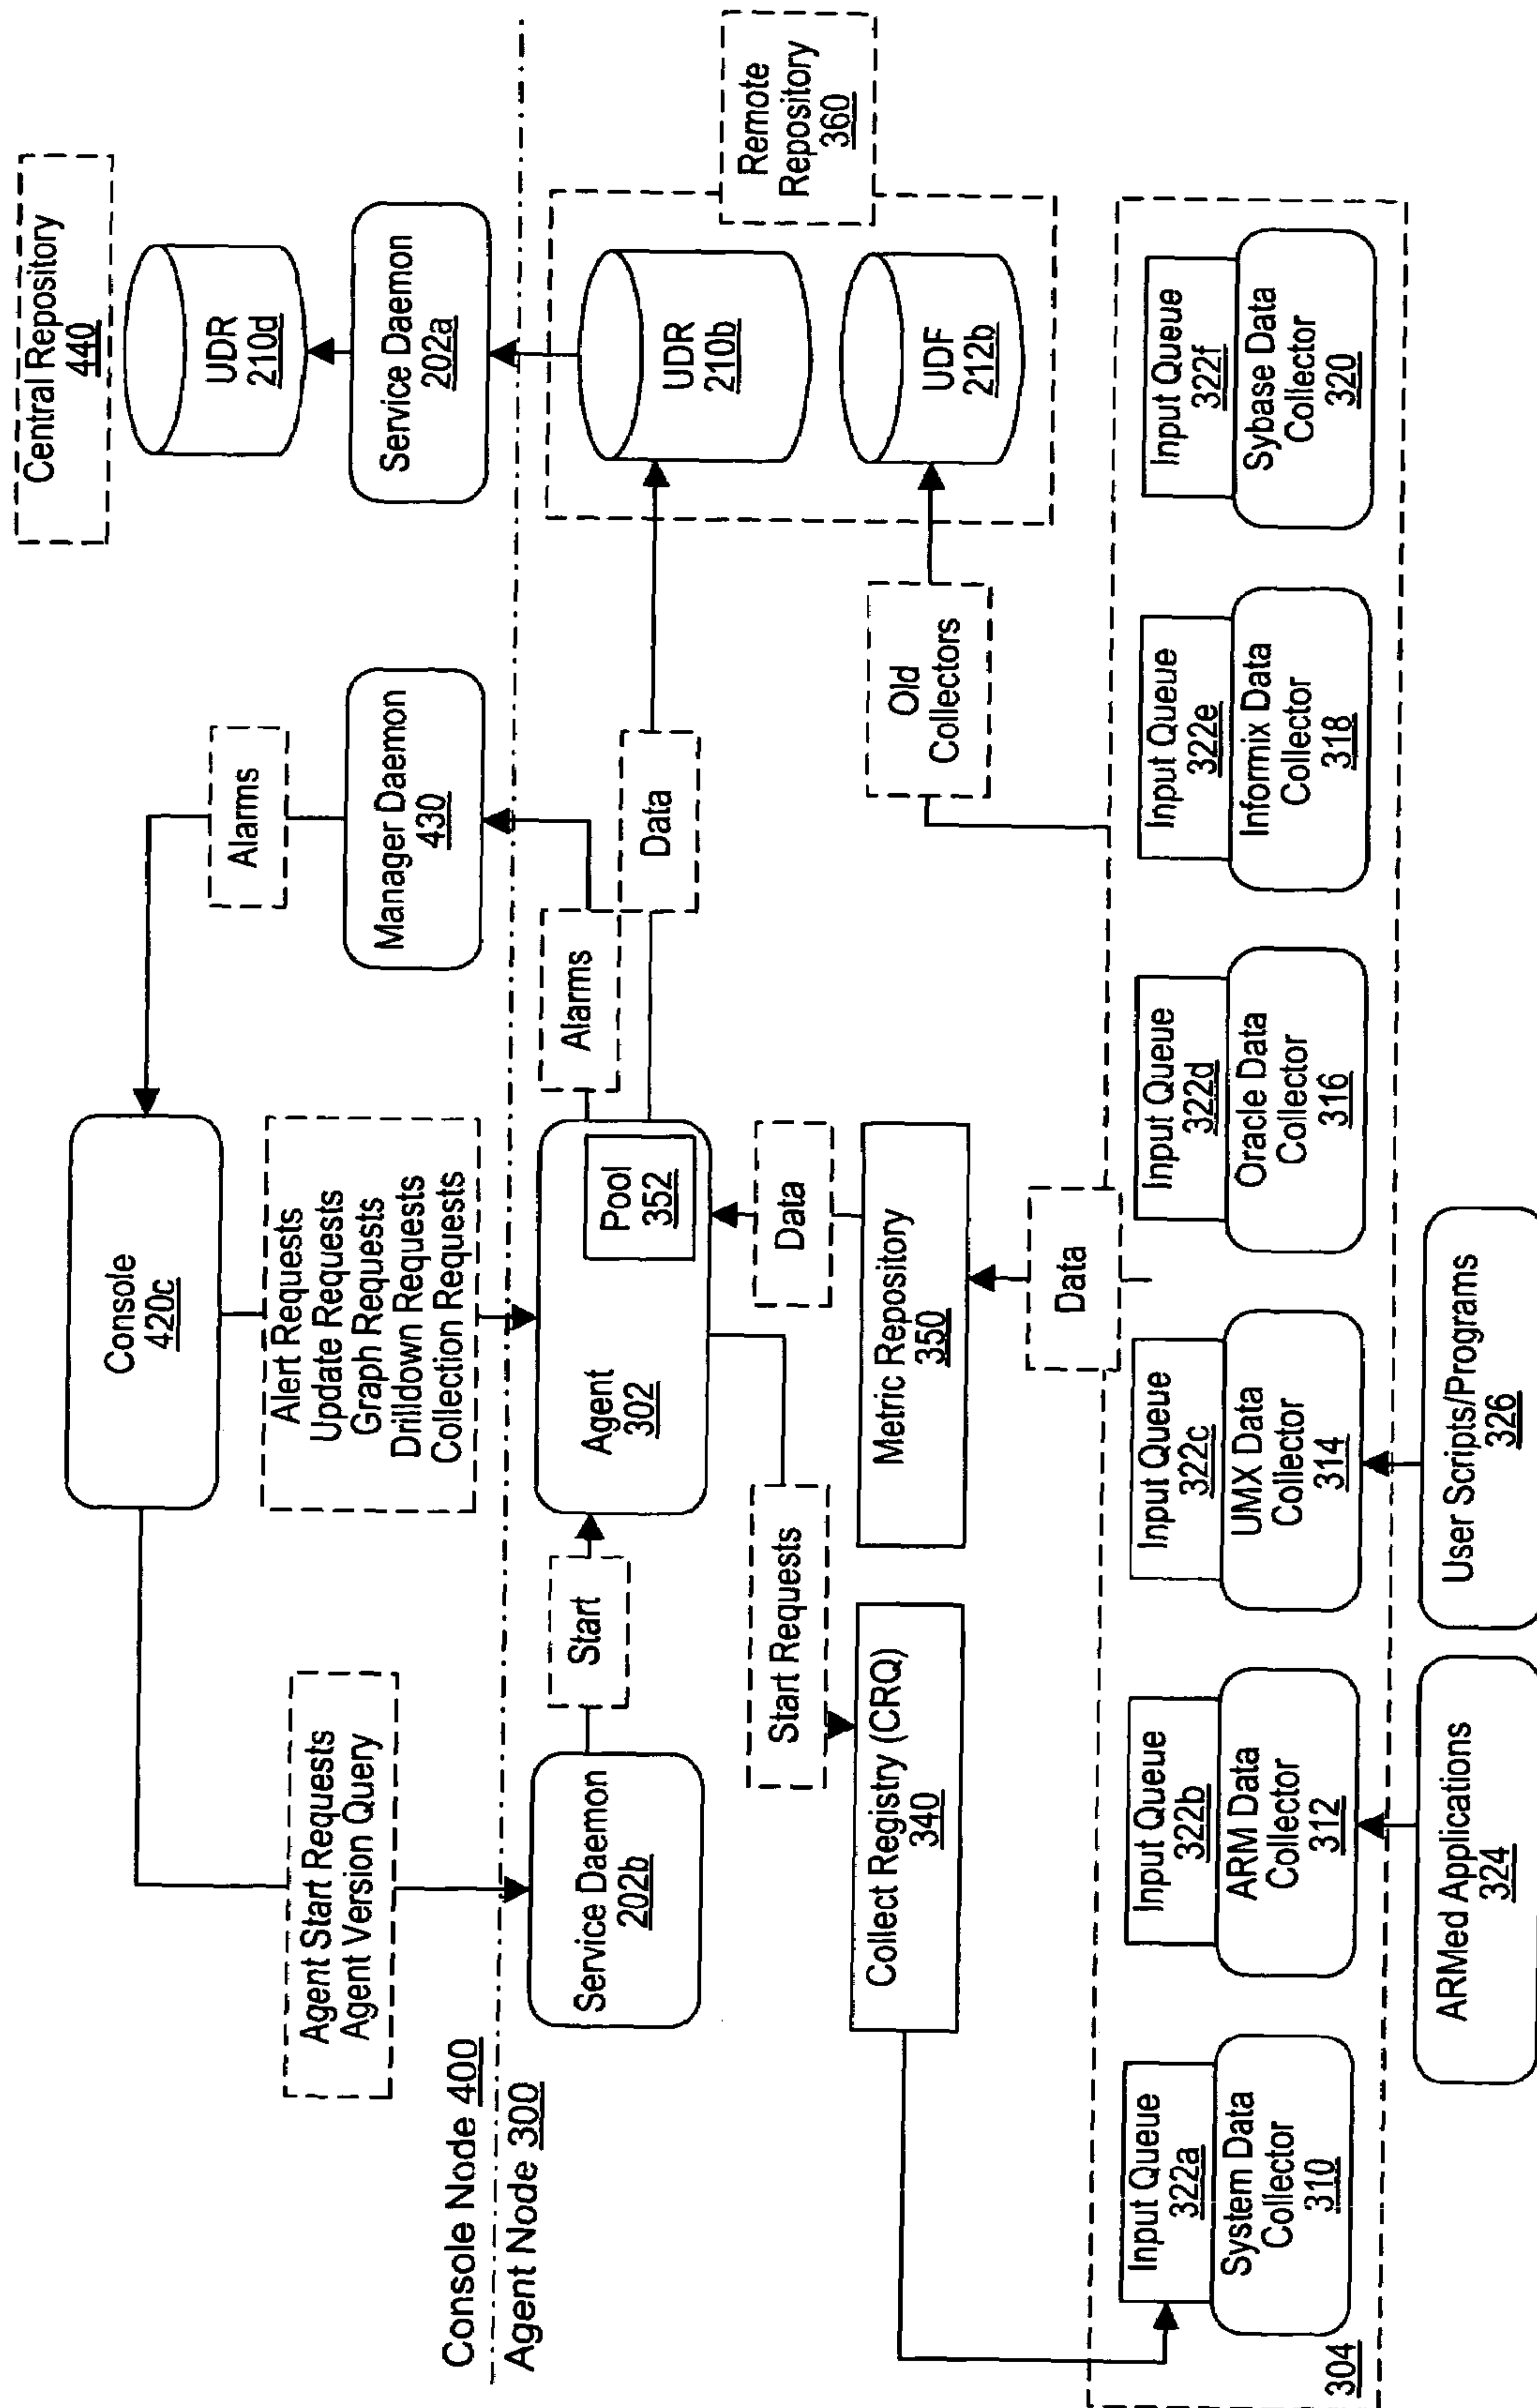 Central Repository
440
UDR
210d
Service Daemon
202a
Alarms
Manager Daemon
430
Console
420c
Alert Requests
Update Requests
Graph Requests
Drilldown Requests
Collection Requests
Agent Start Requests
Agent Version Query
Console Node 400
Agent Node 300
Service Daemon
202b
Start
Agent
302
Pool
352
Alarms
Data
UDR
210b
UDF
212b
Remote
Repository
360
Start Requests
Data
Collect Registry (CRQ)
340
Metric Repository
350
Old
Collectors
Data
304
Input Queue
322a
System Data
Collector
310
Input Queue
322b
ARM Data
Collector
312
Input Queue
322c
UMX Data
Collector
314
Input Queue
322d
Oracle Data
Collector
316
Input Queue
322e
Informix Data
Collector
318
Input Queue
322f
Sybase Data
Collector
320
ARMed Applications
324
User Scripts/Programs
326